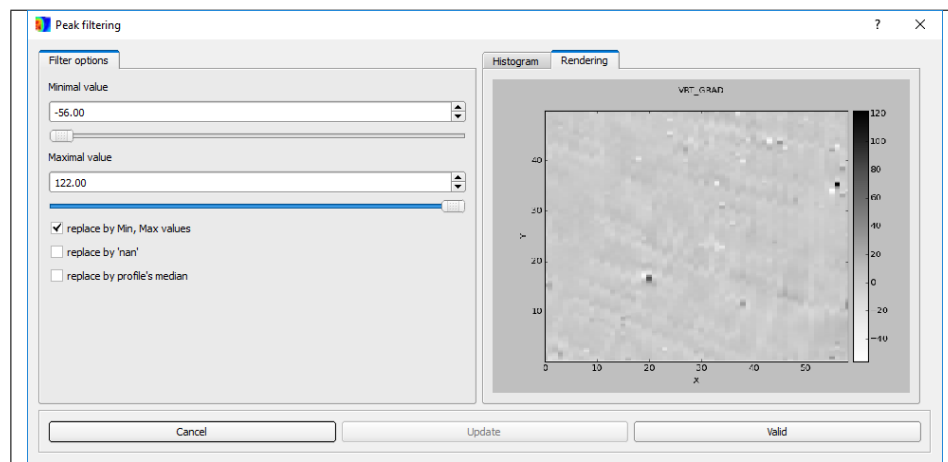 Peak filtering
?
Filter options
Minimal value
-56.00
Maximal value
122.00
replace by Min, Max values
replace by 'nan'
replace by profile's median
Histogram
Rendering
VRT_GRAD
120
100
80
60
40
20
0
−20
−40
40
30
20
10
Y
0
10
20
30
40
50
X
Cancel
Update
Valid